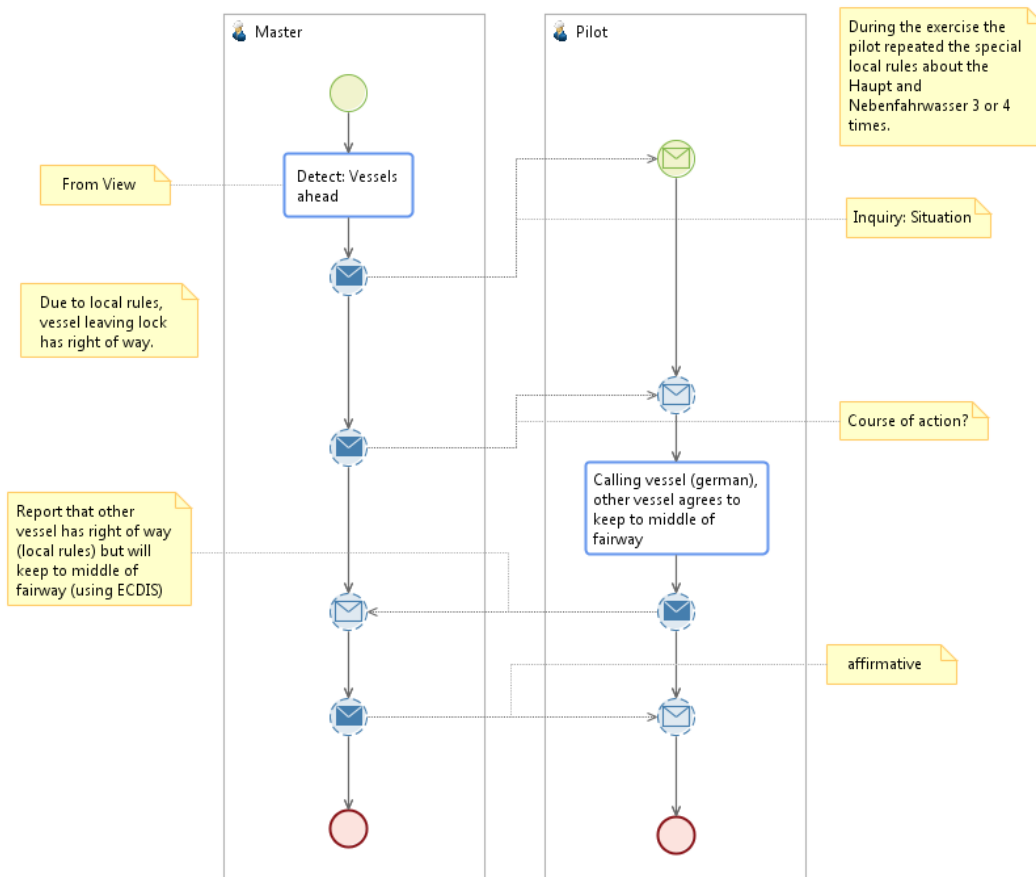 Master
Pilot
During the exercise the
pilot repeated the special
local rules about the
Haupt and
Nebenfahrwasser 3 or 4
times.
From View
Detect: Vessels
ahead
Inquiry: Situation
Due to local rules,
vessel leaving lock
has right of way.
Course of action?
Calling vessel (german),
other vessel agrees to
keep to middle of
fairway
Report that other
vessel has right of way
(local rules) but will
keep to middle of
fairway (using ECDIS)
affirmative